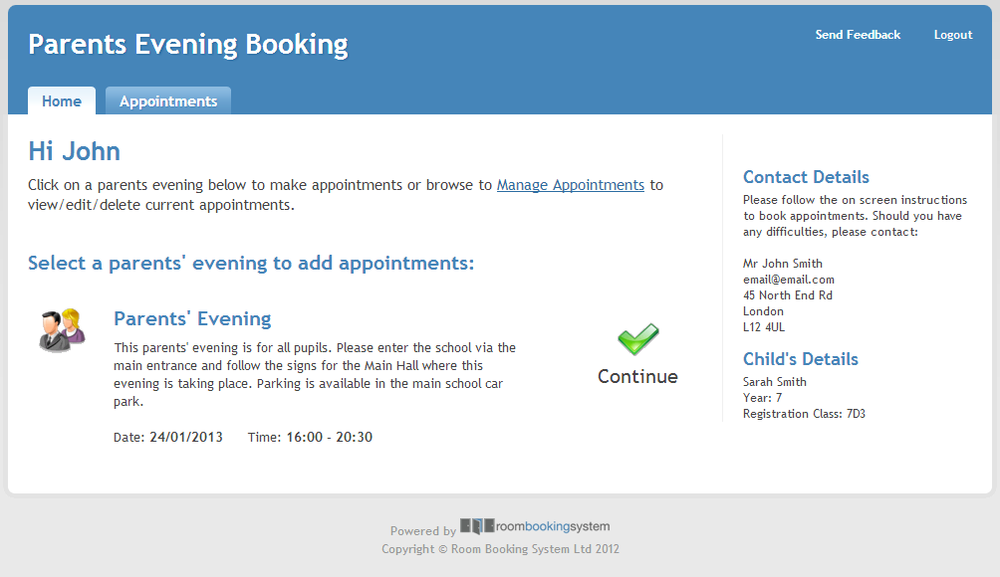 Parents Evening Booking
Send Feedback
Logout
Home
Appointments
Hi John
Click on a parents evening below to make appointments or browse to Manage Appointments to
view/edit/delete current appointments.
Select a parents' evening to add appointments:
Parents' Evening
This parents' evening is for all pupils. Please enter the school via the
main entrance and follow the signs for the Main Hall where this
evening is taking place. Parking is available in the main school car
park.
Date: 24/01/2013 Time: 16:00 - 20:30
Continue
Contact Details
Please follow the on screen instructions
to book appointments. Should you have
any difficulties, please contact:
Mr John Smith
email@email.com
45 North End Rd
London
L12 4UL
Child's Details
Sarah Smith
Year: 7
Registration Class: 7D3
Powered by roombookingsystem
Copyright © Room Booking System Ltd 2012